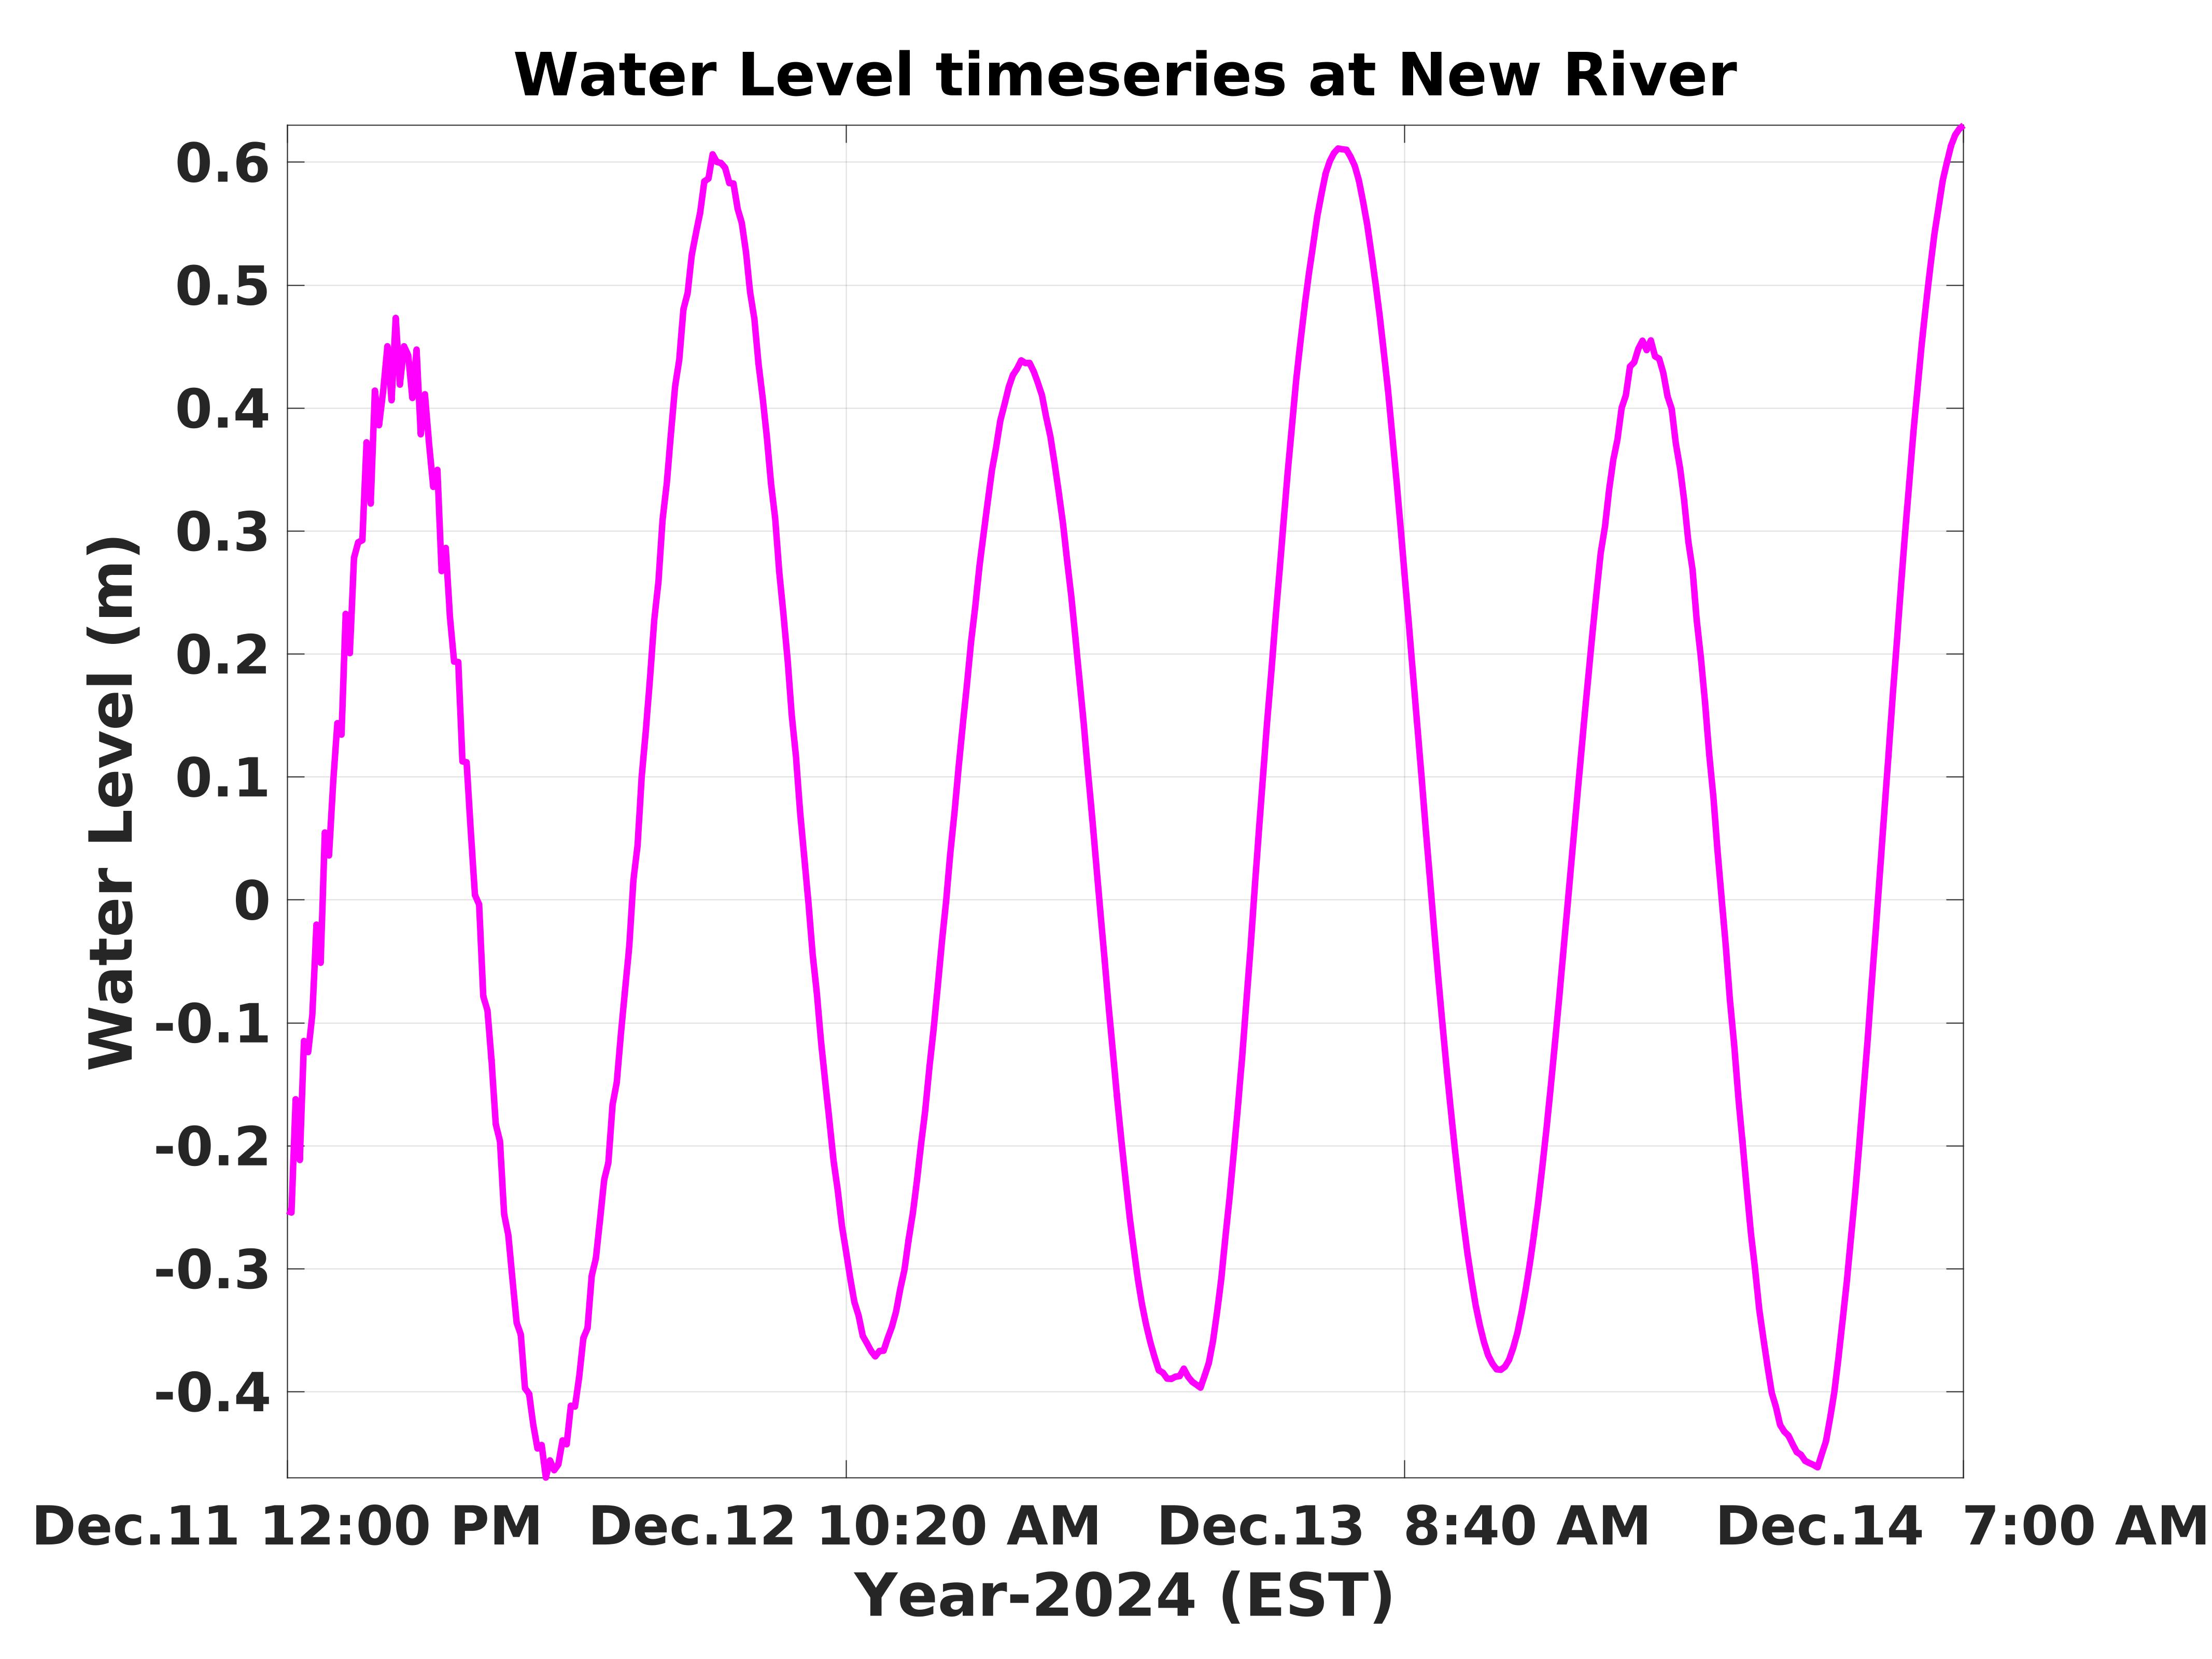 Water Level timeseries at New River
Water Level (m)
0.6
0.5
0.4
0.3
0.2
0.1
0
-0.1
-0.2
-0.3
-0.4
Dec.11 12:00 PM Dec.12 10:20 AM Dec.13 8:40 AM Dec.14 7:00 AM
Year-2024 (EST)